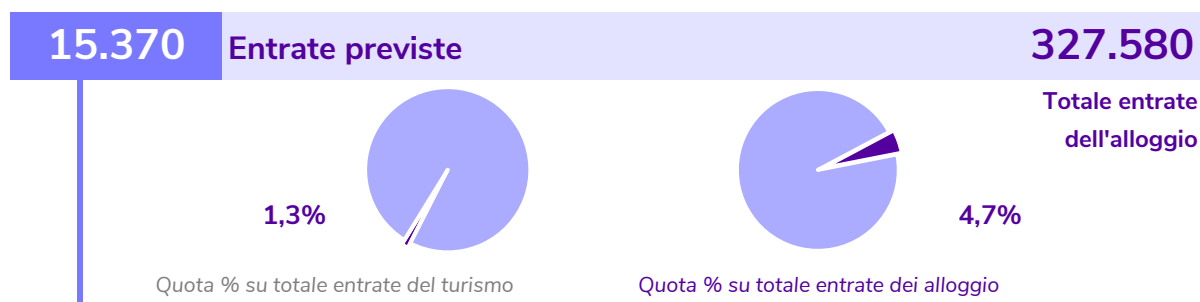 15.370 Entrate previste 327.580
Totale entrate
dell'alloggio
1,3%
4,7%
Quota % su totale entrate del turismo
Quota % su totale entrate dei alloggio